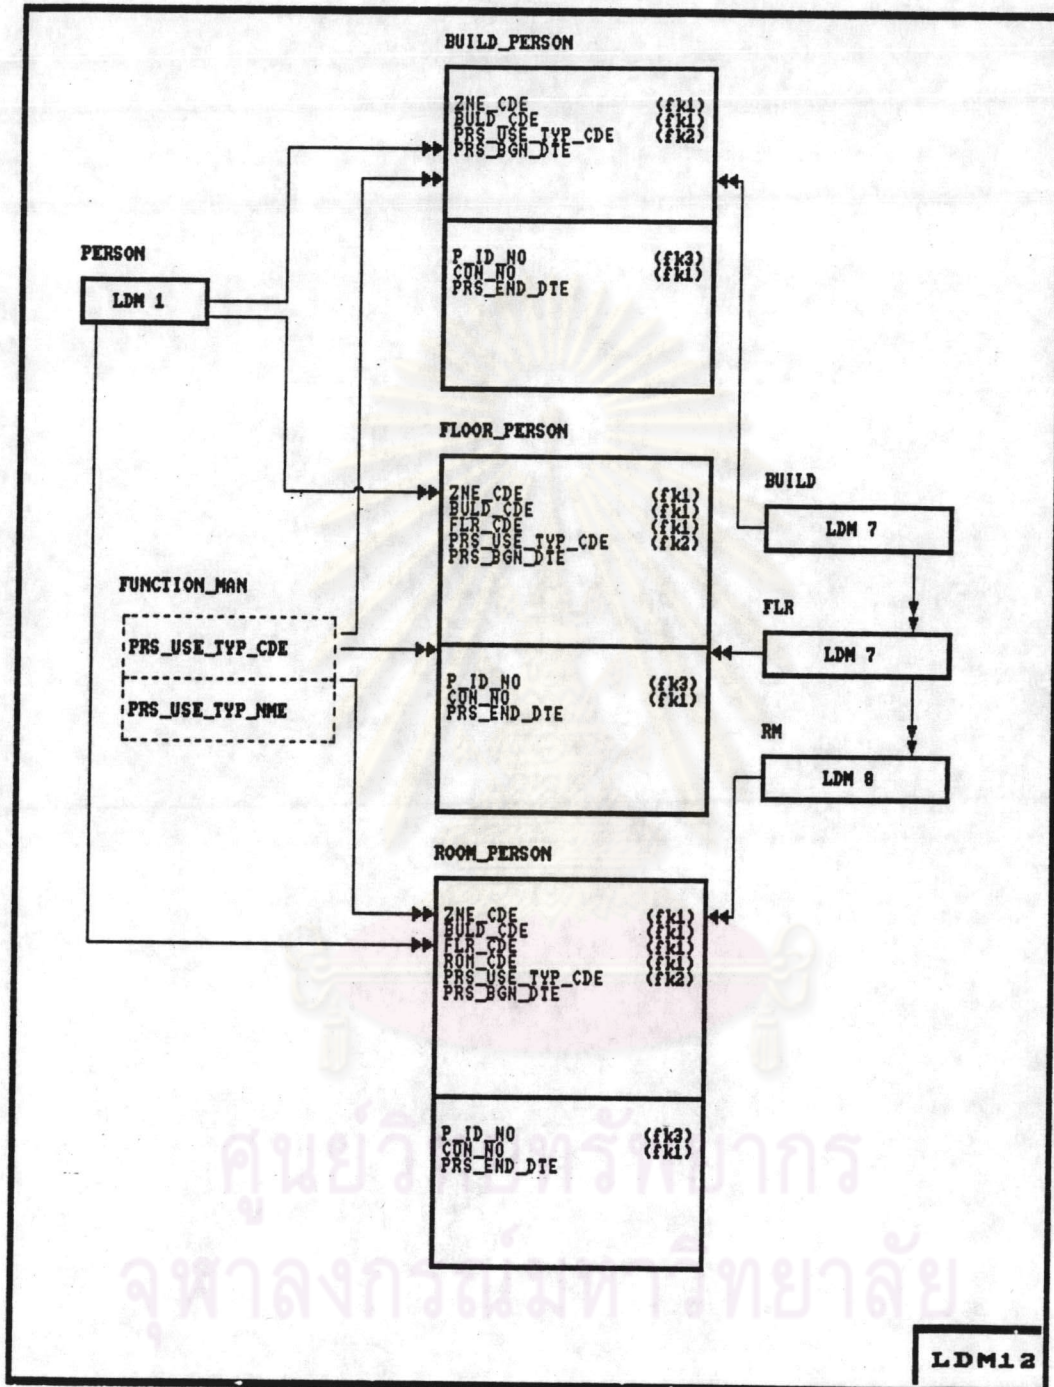 BUILD_PERSON
ZNE_CDE (fk1)
BULD_CDE (fk1)
PRS_USE_TYP_CDE (fk2)
PRS_BGN_DTE
P_ID_NO (fk3)
CON_NO (fk1)
PRS_END_DTE
PERSON
LDM 1
FLOOR_PERSON
ZNE_CDE (fk1)
BULD_CDE (fk1)
FLR_CDE (fk1)
PRS_USE_TYP_CDE (fk2)
PRS_BGN_DTE
P_ID_NO (fk3)
CON_NO (fk1)
PRS_END_DTE
BUILD
LDM 7
FUNCTION_MAN
PRS_USE_TYP_CDE
PRS_USE_TYP_NME
FLR
LDM 7
RM
LDM 8
ROOM_PERSON
ZNE_CDE (fk1)
BULD_CDE (fk1)
FLR_CDE (fk1)
ROM_CDE (fk1)
PRS_USE_TYP_CDE (fk2)
PRS_BGN_DTE
P_ID_NO (fk3)
CON_NO (fk1)
PRS_END_DTE
ศูนย์วิทยทรัพยากร
จุฬาลงกรณ์มหาวิทยาลัย
LDM12